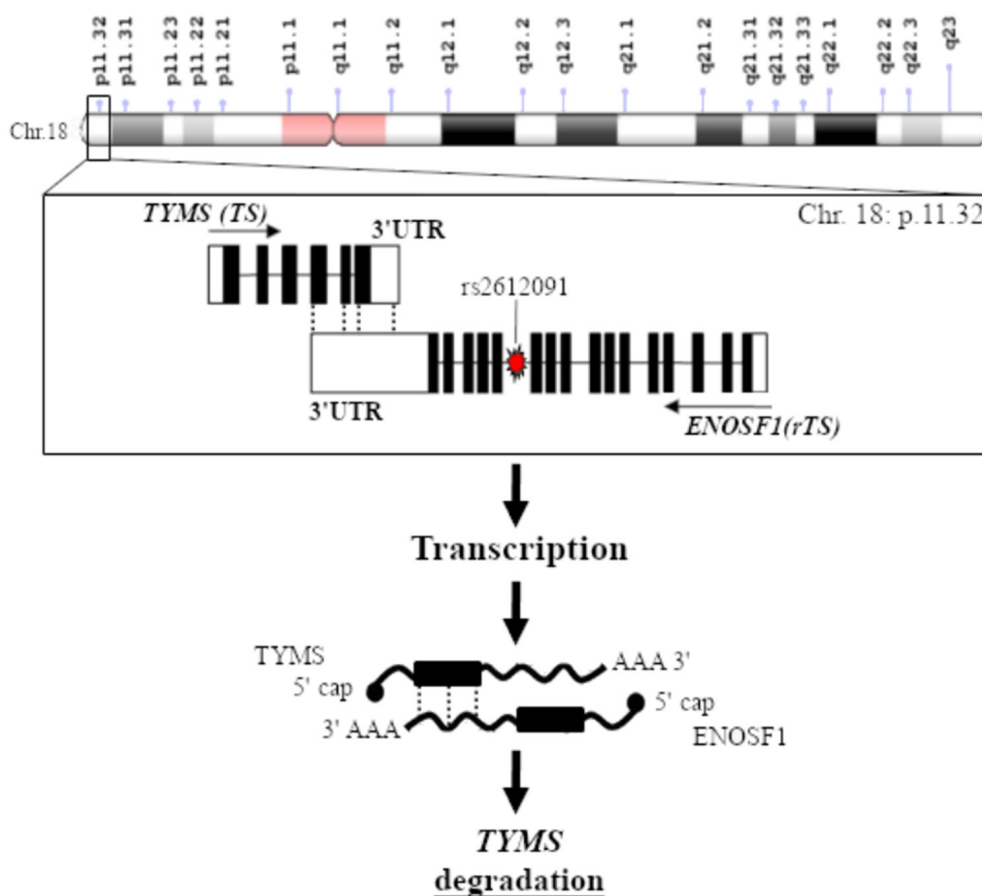 p11.32 p11.31 p11.23 p11.22 p11.21 p11.1 q11.1 q11.2 q12.1 q12.2 q12.3 q21.1 q21.2 q21.31 q21.32 q21.33 q22.1 q22.2 q22.3 q23
Chr.18
Chr. 18: p.11.32
TYMS (TS)
3'UTR
rs2612091
3'UTR
ENOSF1(rTS)
Transcription
TYMS
AAA 3'
5' cap
5' cap
3' AAA
ENOSF1
TYMS
degradation